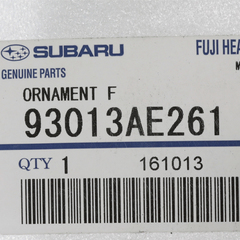 SUBARU
FUJI HEA
GENUINE PARTS
M
ORNAMENT F
93013AE261
QTY 1
161013